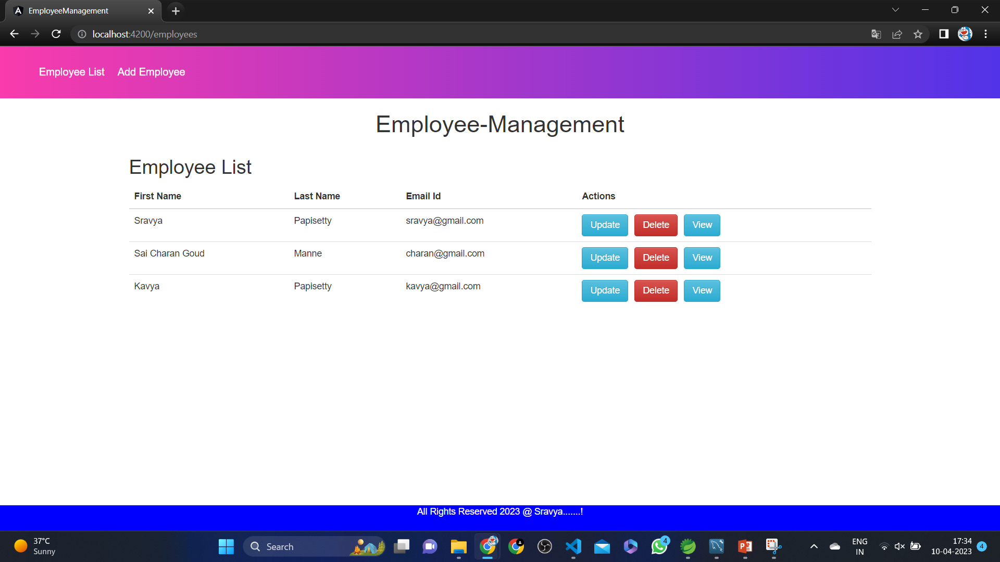 EmployeeManagement
localhost:4200/employees
Employee List Add Employee
Employee-Management
Employee List
First Name Last Name Email Id Actions
Sravya Papisetty sravya@gmail.com Update Delete View
Sai Charan Goud Manne charan@gmail.com Update Delete View
Kavya Papisetty kavya@gmail.com Update Delete View
All Rights Reserved 2023 @ Sravya.......!
37°C
Sunny
Search
4
ENG
IN
17:34
10-04-2023
4